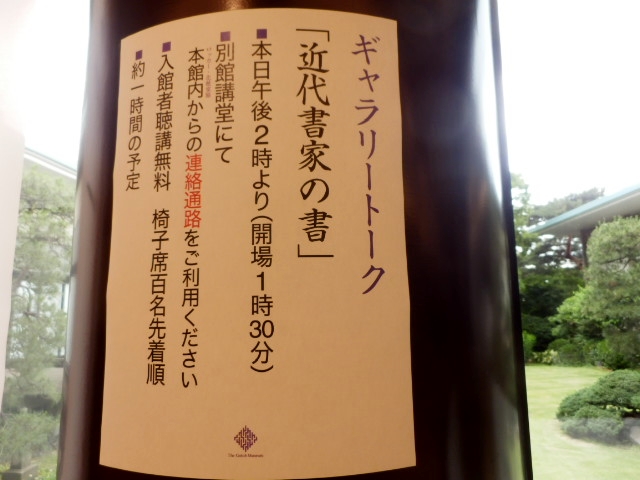 ギャラリートーク
「近代書家の書」
■本日午後2時より(開場1時30分)
■別館講堂にて
本館内からの連絡通路をご利用ください
■入館者聴講無料 椅子席百名先着順
■約一時間の予定